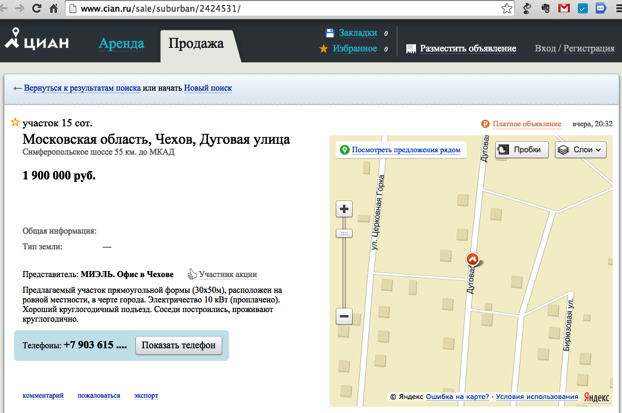 www.cian.ru/sale/suburban/2424531/
ЦИАН
Аренда
Продажа
Закладки 0
Избранное 0
Разместить объявление
Вход / Регистрация
← Вернуться к результатам поиска или начать Новый поиск
участок 15 сот.
Платное объявление
вчера, 20:32
Московская область, Чехов, Дуговая улица
Симферопольское шоссе 55 км. до МКАД
1 900 000 руб.
Общая информация:
Тип земли: —
Представитель: МИЭЛЬ. Офис в Чехове
Участник акции
Предлагаемый участок прямоугольной формы (30х50м), расположен на
ровной местности, в черте города. Электричество 10 кВт (проплачено).
Хороший круглогодичный подъезд. Соседи построились, проживают
круглогодично.
Телефоны: +7 903 615 ....
Показать телефон
комментарий
пожаловаться
экспорт
Посмотреть предложения рядом
Пробки
Слои
ул. Церковная Горка
Дуговая
Дуговая
Бирюзовая ул.
© Яндекс Ошибка на карте? · Условия использования Яндекс